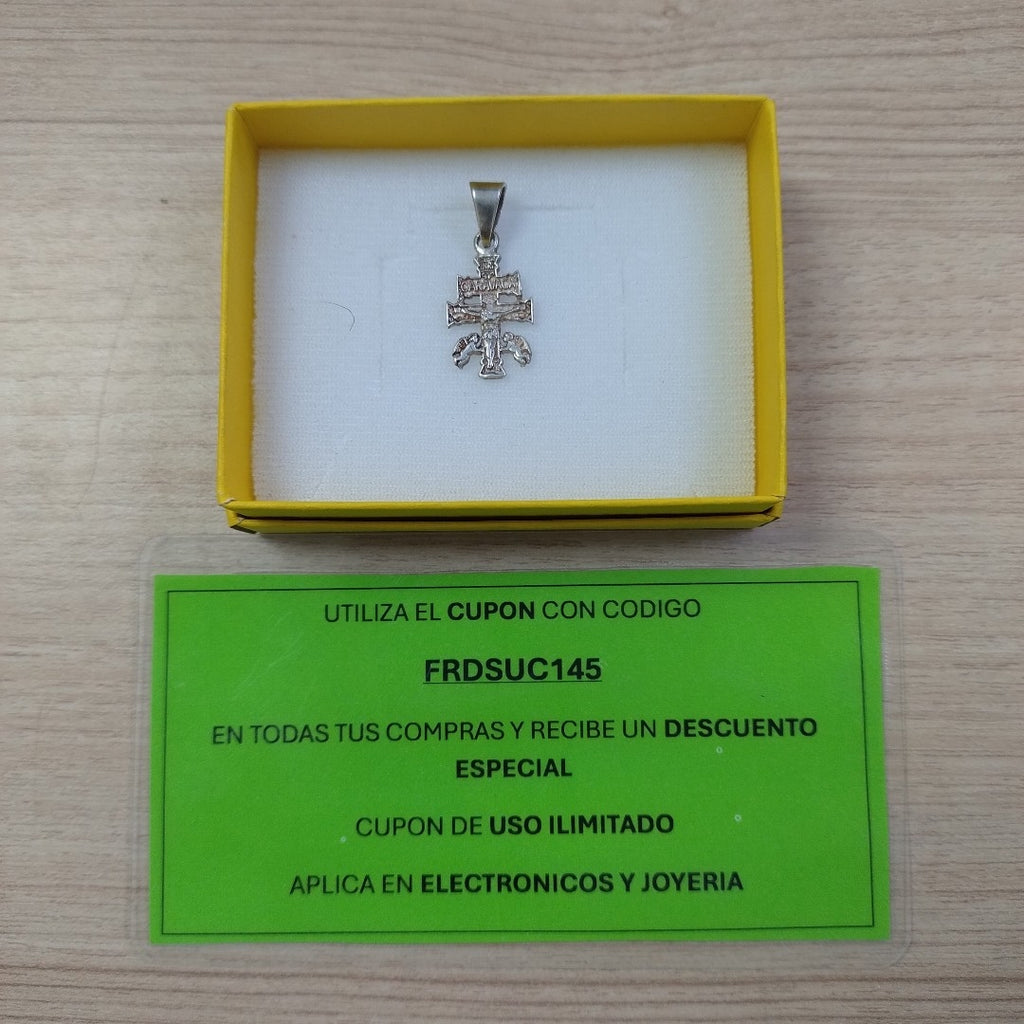 CARAVACA
UTILIZA EL CUPON CON CODIGO
FRDSUC145
EN TODAS TUS COMPRAS Y RECIBE UN DESCUENTO
ESPECIAL
CUPON DE USO ILIMITADO
APLICA EN ELECTRONICOS Y JOYERIA